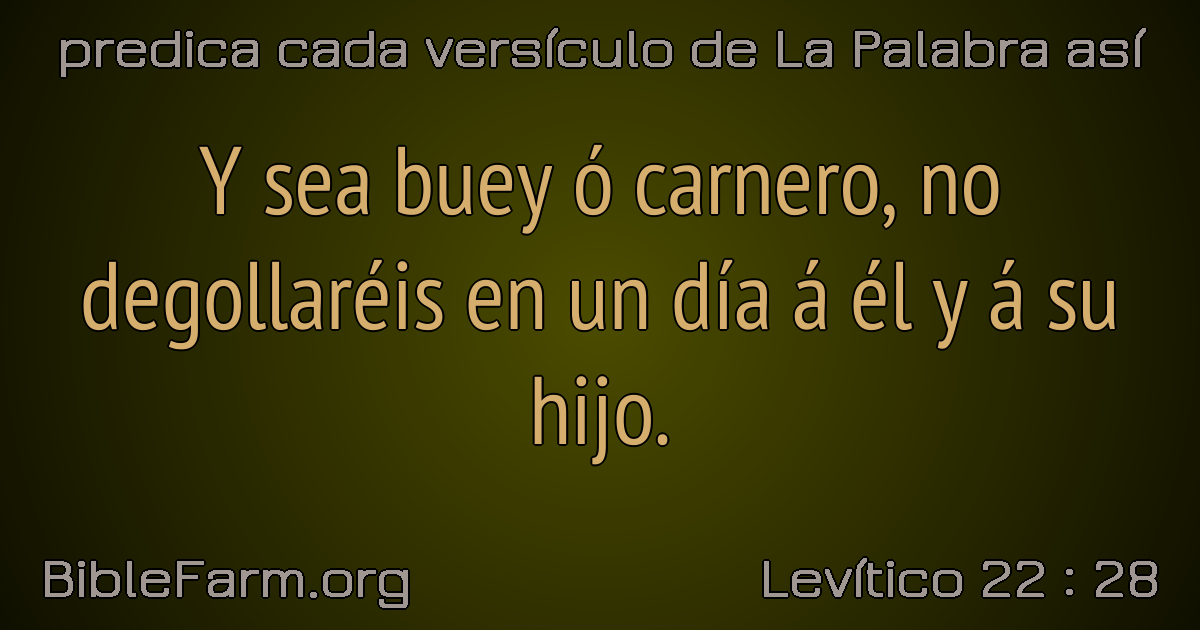 predica cada versículo de La Palabra así
Y sea buey ó carnero, no
degollaréis en un día á él y á su
hijo.
BibleFarm.org
Levítico 22 : 28